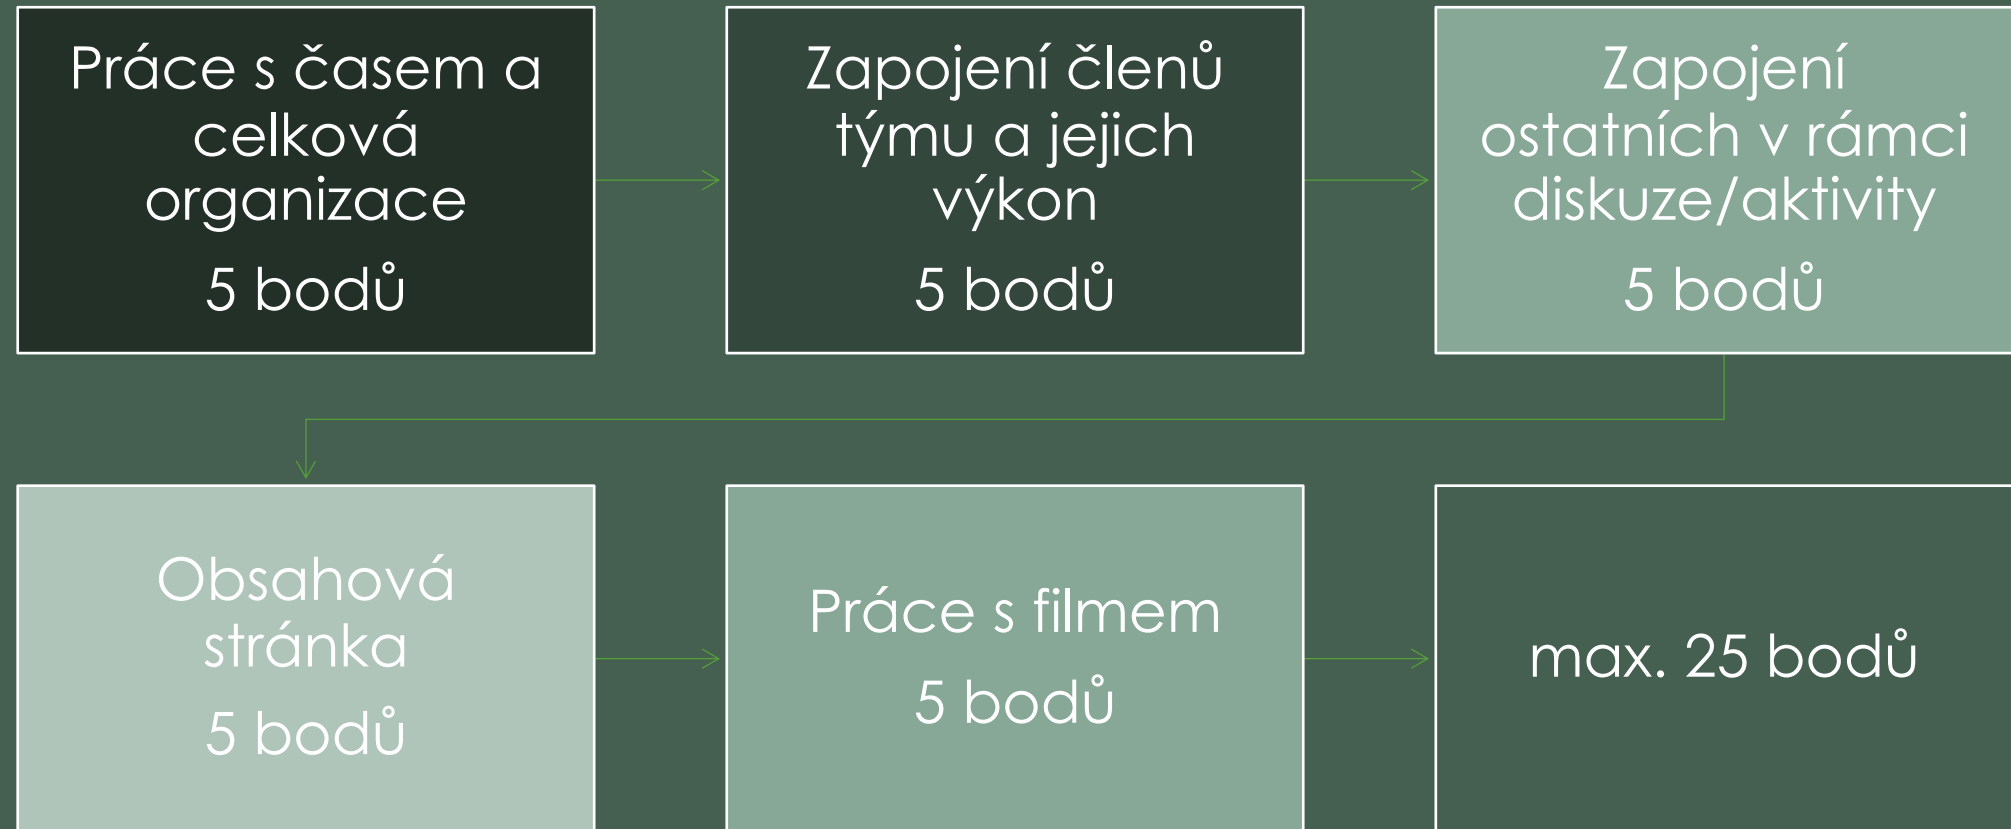 Práce s časem a
celková
organizace
5 bodů
Zapojení členů
týmu a jejich
výkon
5 bodů
Zapojení
ostatních v rámci
diskuze/aktivity
5 bodů
Obsahová
stránka
5 bodů
Práce s filmem
5 bodů
max. 25 bodů